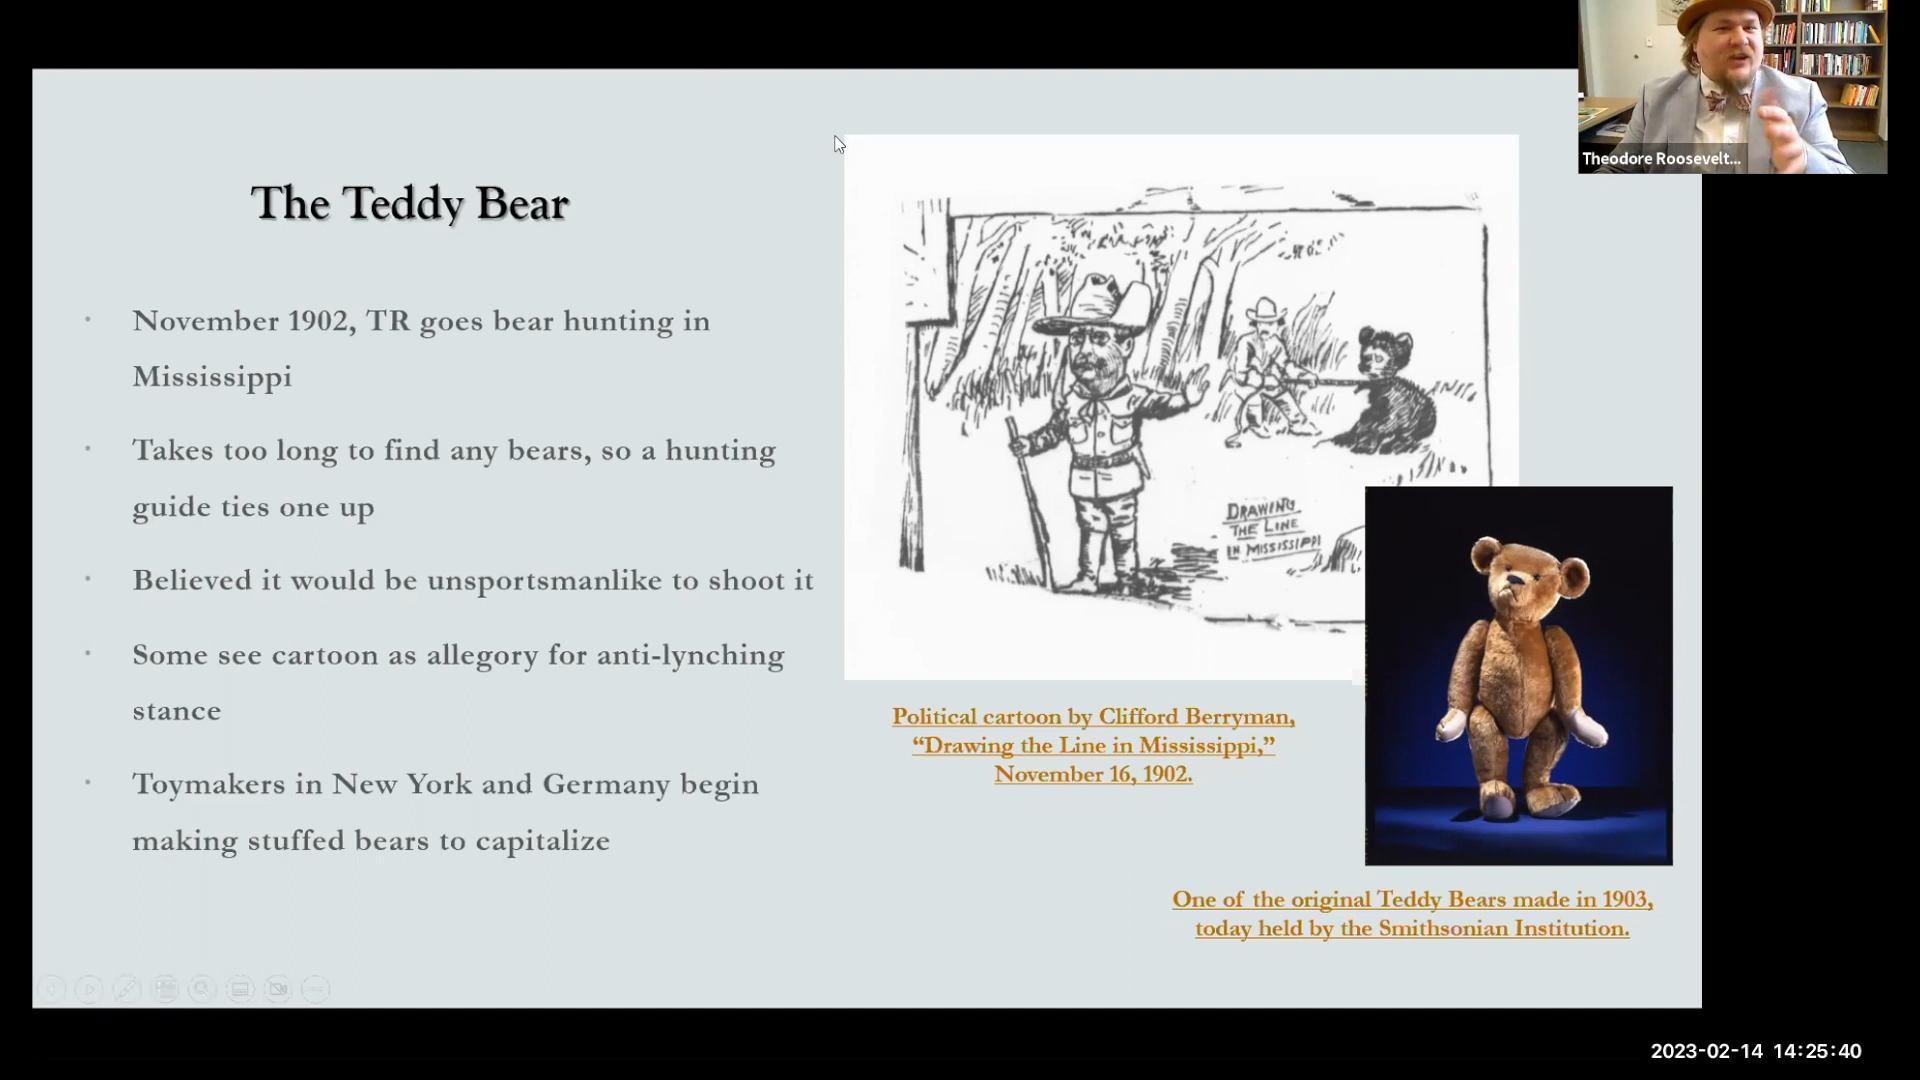 Theodore Roosevelt...
The Teddy Bear
November 1902, TR goes bear hunting in
Mississippi
Takes too long to find any bears, so a hunting
guide ties one up
Believed it would be unsportsmanlike to shoot it
Some see cartoon as allegory for anti-lynching
stance
Toymakers in New York and Germany begin
making stuffed bears to capitalize
DRAWING
THE LINE
IN MISSISSIPPI
Political cartoon by Clifford Berryman,
“Drawing the Line in Mississippi,”
November 16, 1902.
One of the original Teddy Bears made in 1903,
today held by the Smithsonian Institution.
2023-02-14 14:25:40